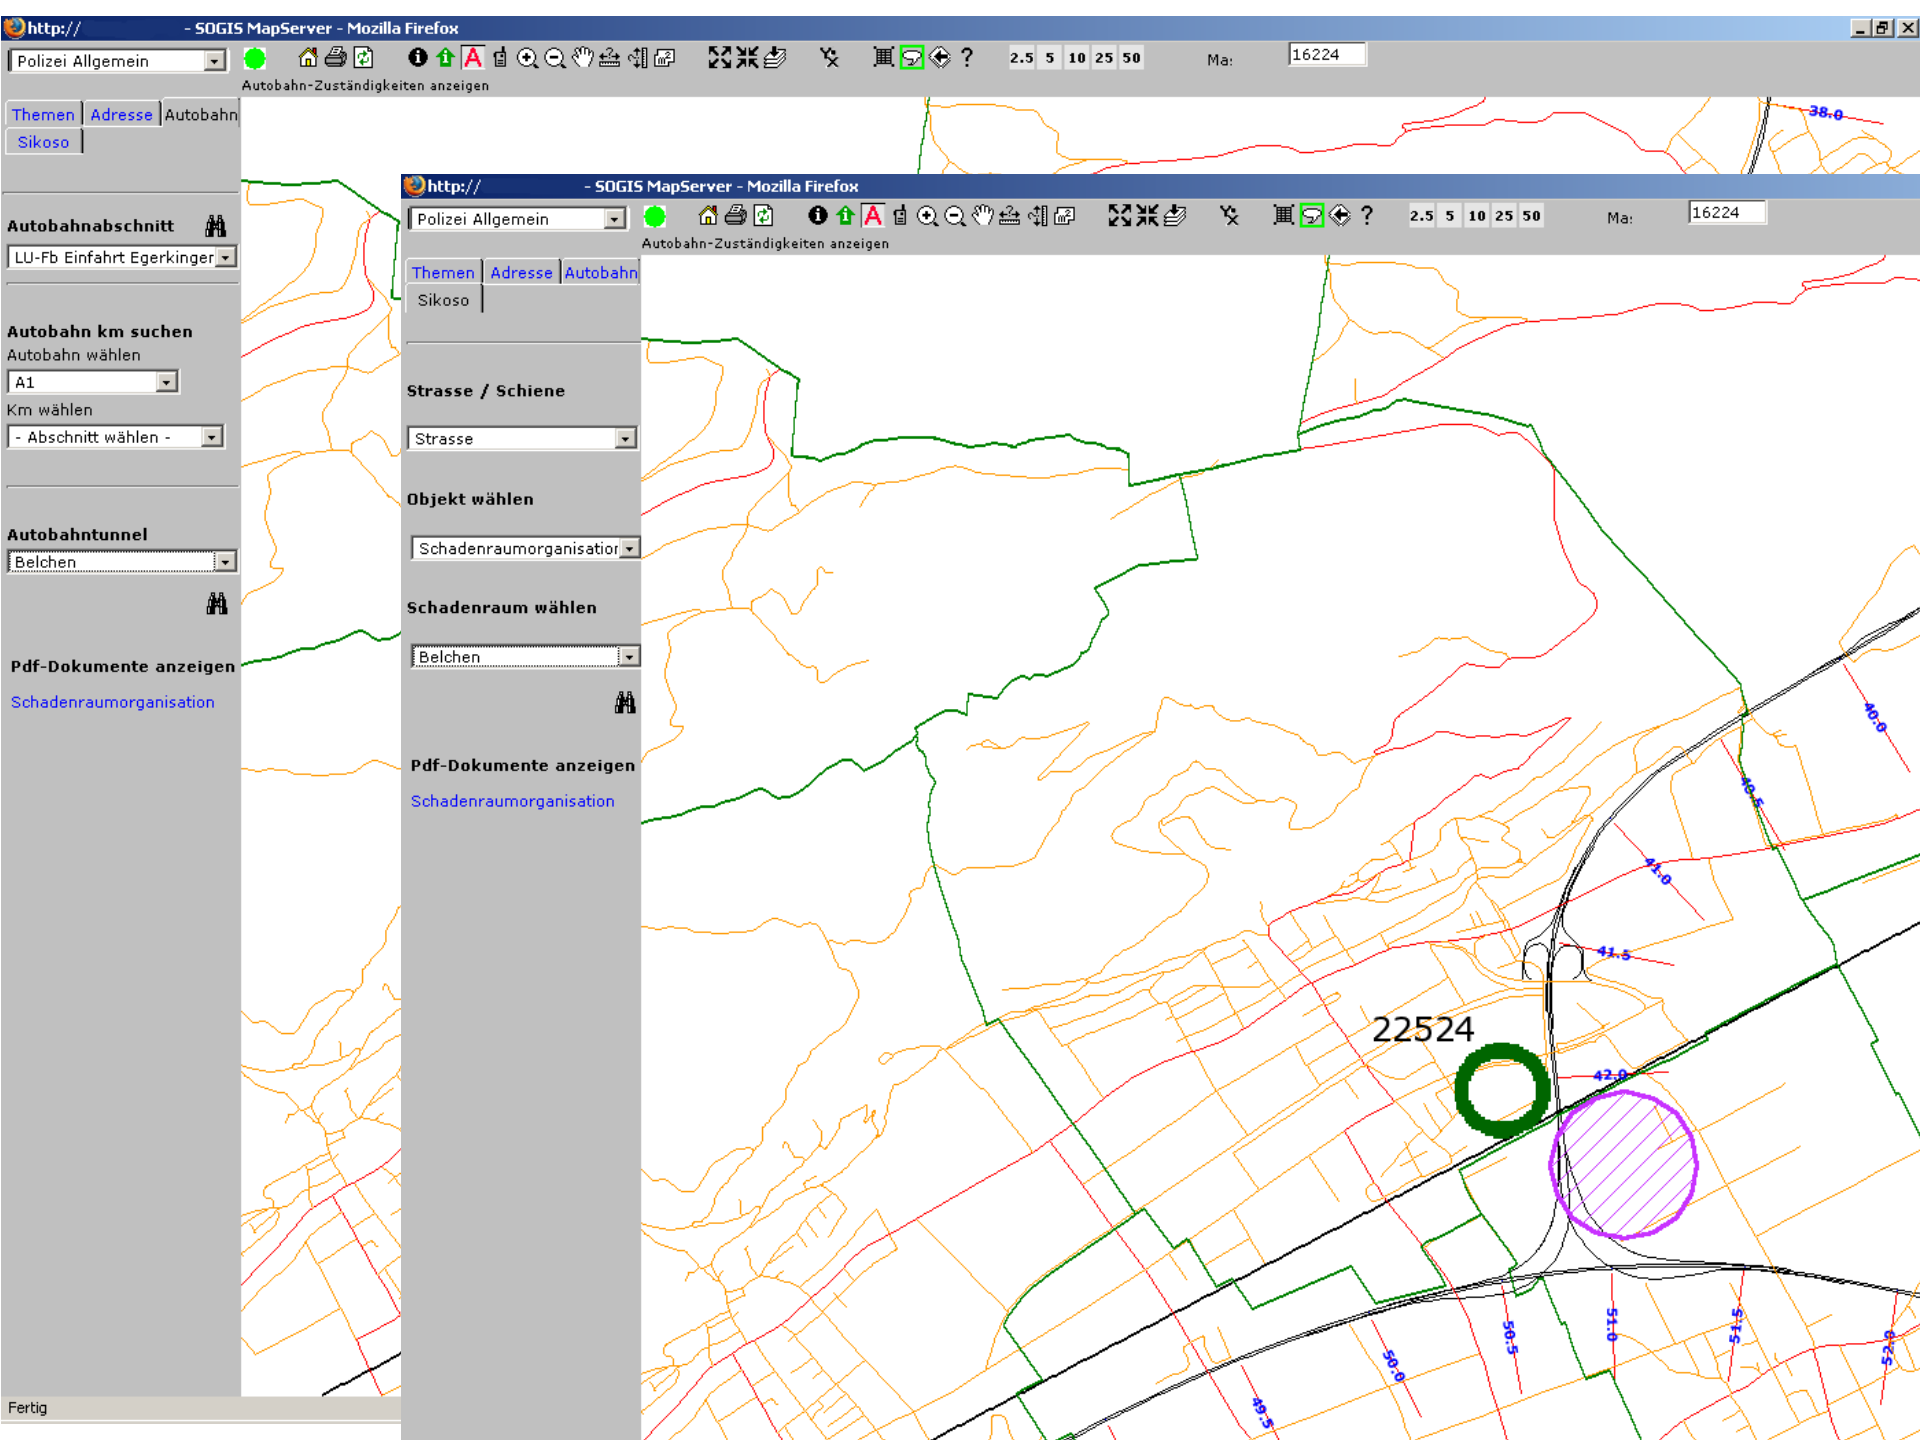 http:// - SOGIS MapServer - Mozilla Firefox
Polizei Allgemein
2.5 5 10 25 50
Ma: 16224
Autobahn-Zuständigkeiten anzeigen
Themen Adresse Autobahn
Sikoso
Autobahnabschnitt
LU-Fb Einfahrt Egerkinger
Autobahn km suchen
Autobahn wählen
A1
Km wählen
- Abschnitt wählen -
Autobahntunnel
Belchen
Pdf-Dokumente anzeigen
Schadenraumorganisation
Fertig
38.0
http:// - SOGIS MapServer - Mozilla Firefox
Polizei Allgemein
2.5 5 10 25 50
Ma: 16224
Autobahn-Zuständigkeiten anzeigen
Themen Adresse Autobahn
Sikoso
Strasse / Schiene
Strasse
Objekt wählen
Schadenraumorganisation
Schadenraum wählen
Belchen
Pdf-Dokumente anzeigen
Schadenraumorganisation
40.0
40.5
41.0
41.5
22524
42.0
49.5
50.0
50.5
51.0
51.5
52.0